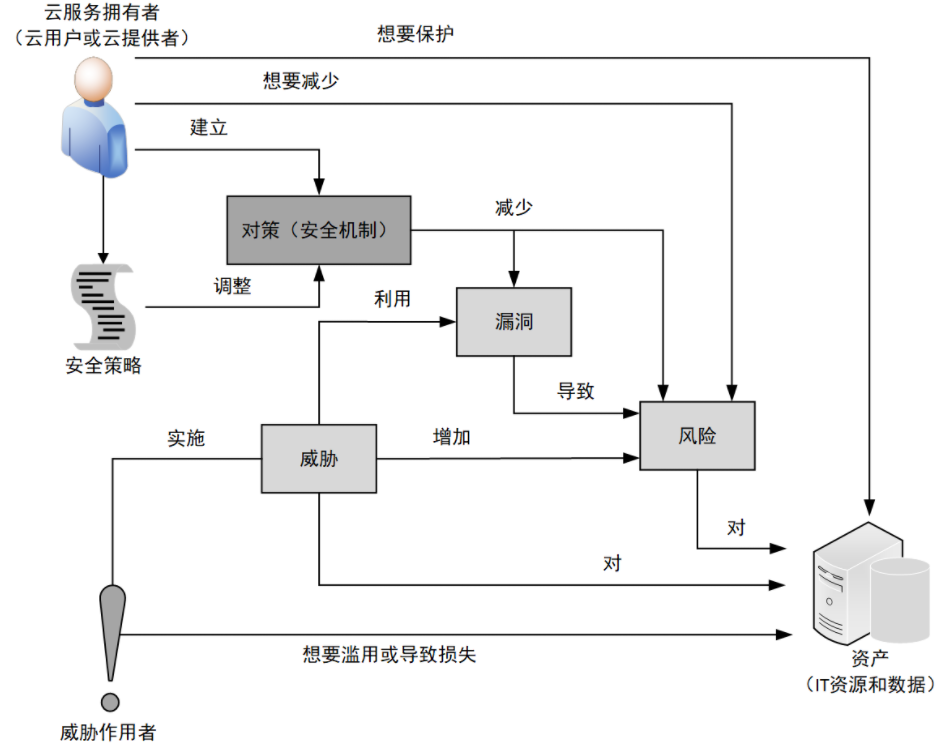 云服务拥有者
（云用户或云提供者）
想要保护
想要减少
建立
对策（安全机制）
减少
调整
利用
漏洞
安全策略
导致
实施
增加
威胁
风险
对
对
想要滥用或导致损失
资产
（IT资源和数据）
威胁作用者